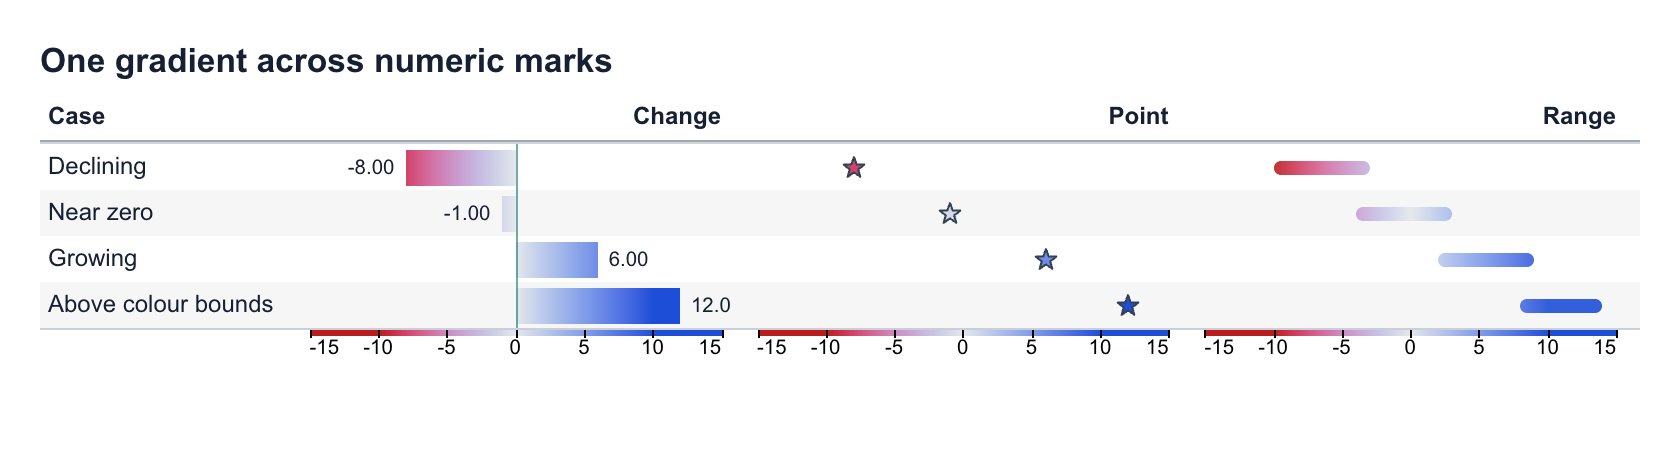 One gradient across numeric marks
Case Change Point Range
Declining -8.00
Near zero -1.00
Growing 6.00
Above colour bounds 12.0
-15 -10 -5 0 5 10 15 -15 -10 -5 0 5 10 15 -15 -10 -5 0 5 10 15